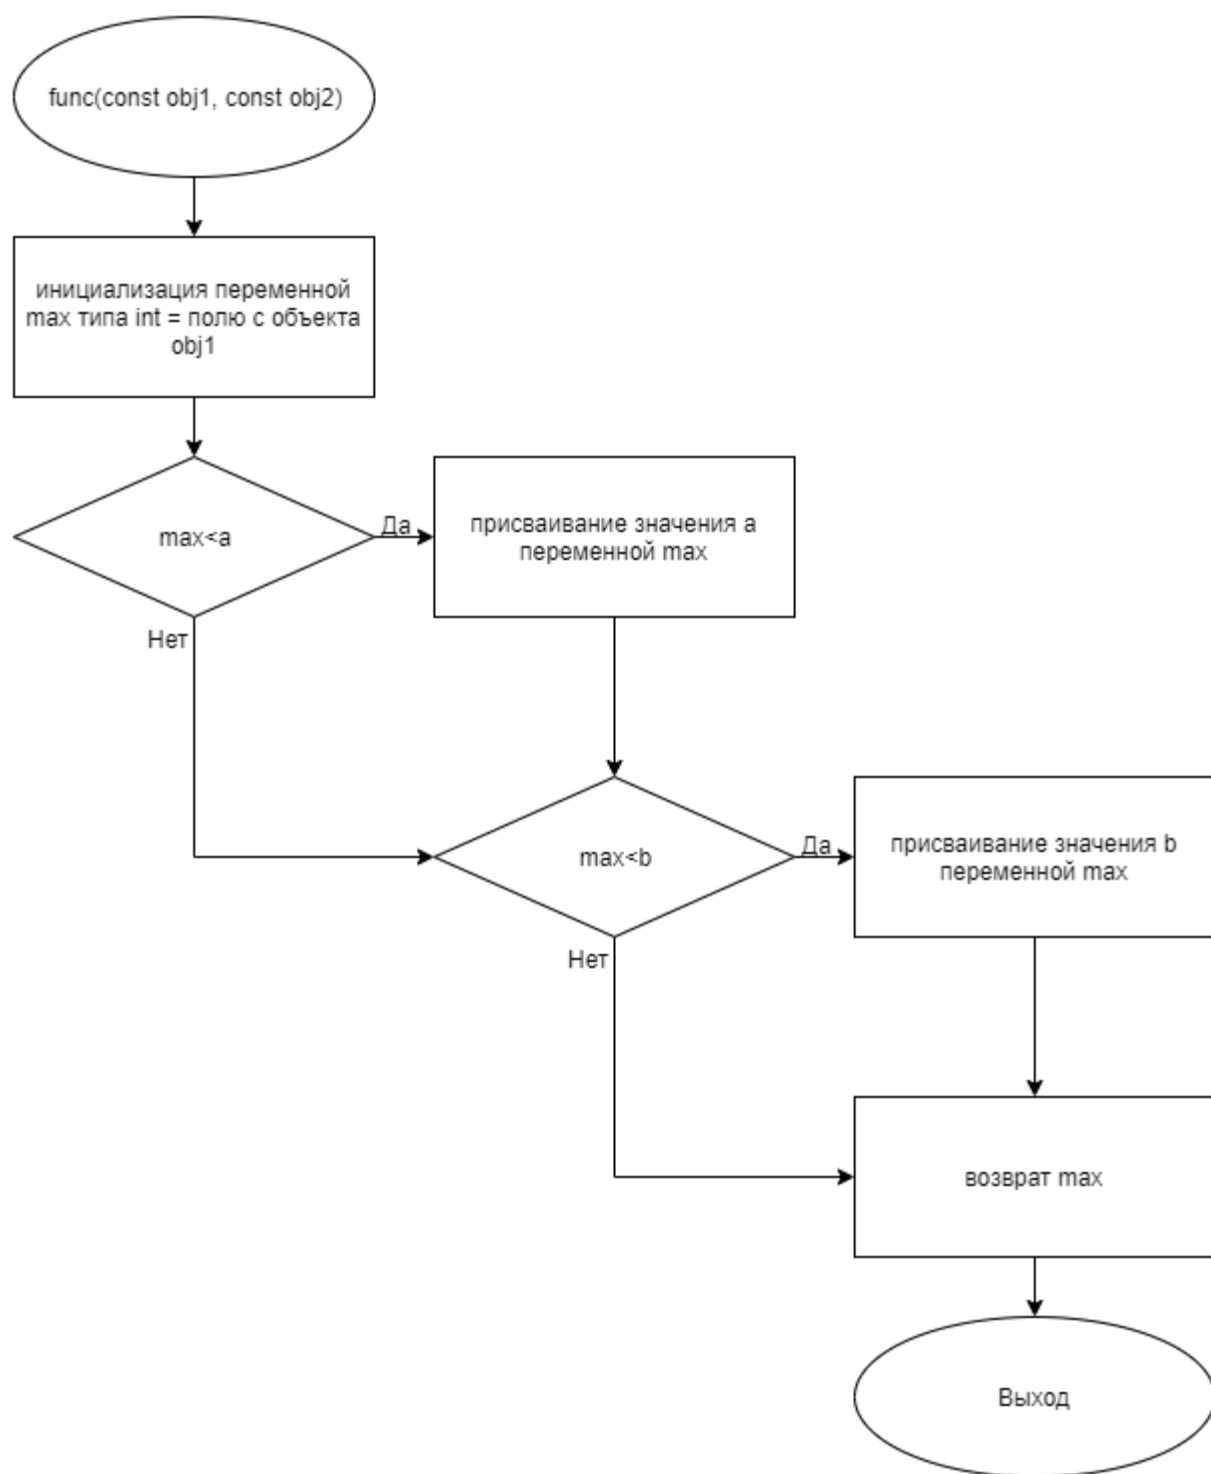 func(const obj1, const obj2)
инициализация переменной
max типа int = полю с объекта
obj1
max<a
Да
присваивание значения a
переменной max
Нет
max<b
Да
присваивание значения b
переменной max
Нет
возврат max
Выход